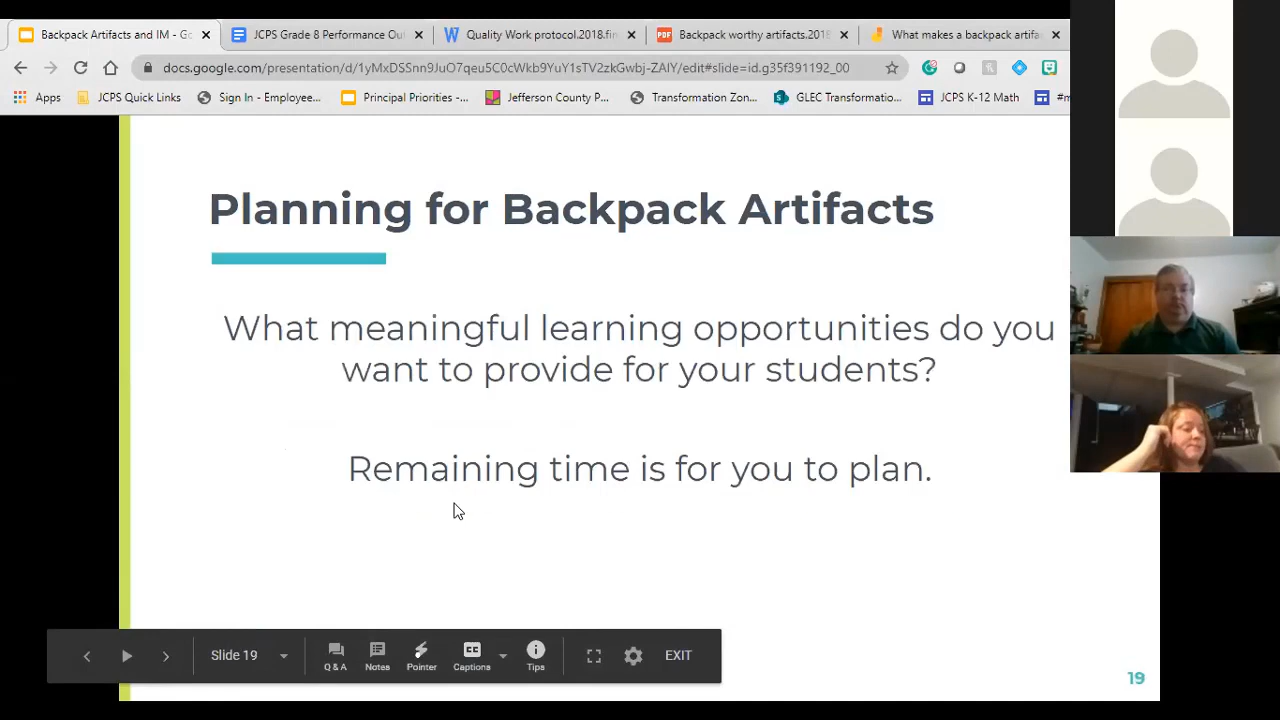 Backpack Artifacts and IM - Go
JCPS Grade 8 Performance Ou
Quality Work protocol.2018.fin
Backpack worthy artifacts.2018
What makes a backpack artifa
docs.google.com/presentation/d/1yMxDSSnn9JuO7qeu5C0cWkb9YuY1sTV2zkGwbj-ZAIY/edit#slide=id.g35f391192_00
Apps
JCPS Quick Links
Sign In - Employee...
Principal Priorities -...
Jefferson County P...
Transformation Zon...
GLEC Transformatio...
JCPS K-12 Math
#m
Planning for Backpack Artifacts
What meaningful learning opportunities do you
want to provide for your students?
Remaining time is for you to plan.
Slide 19
Q & A
Notes
Pointer
Captions
Tips
EXIT
19